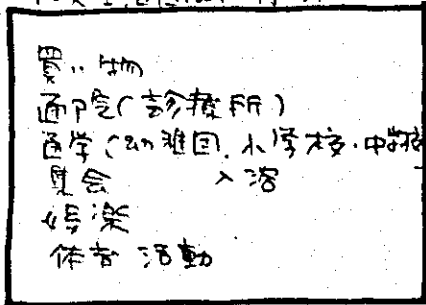 買い物
通院(診療所)
通学(幼稚園、小学校・中学校
集会 入浴
娯楽
体育活動